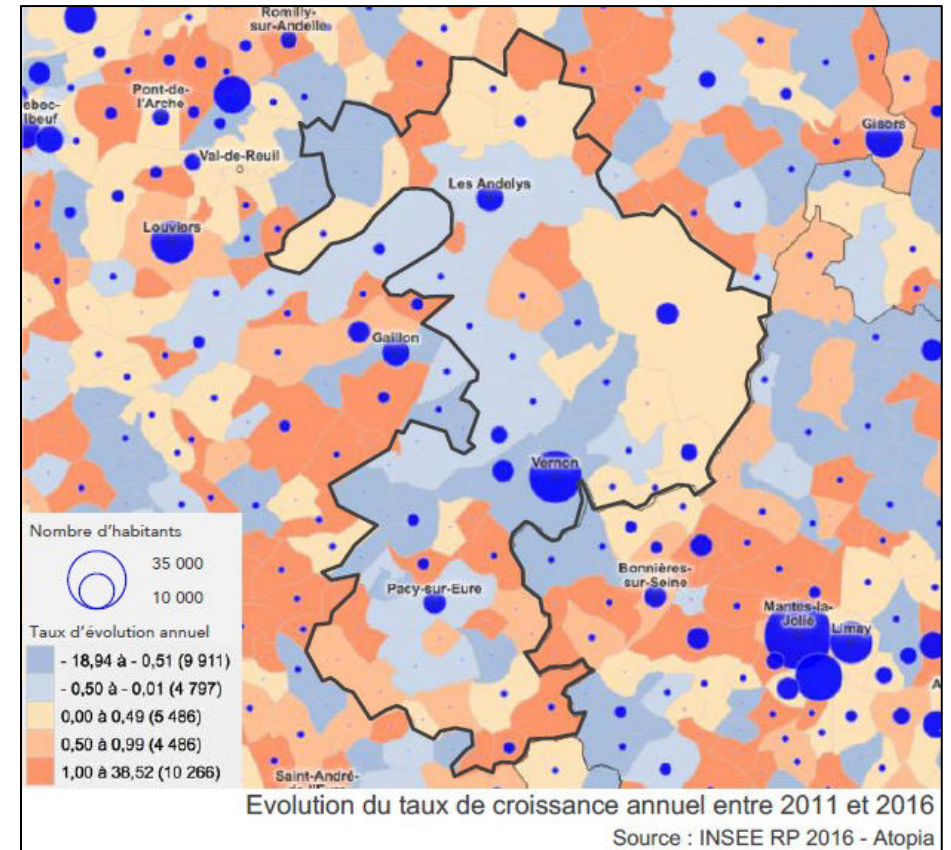 Romilly-
sur-Andelle
Pont-de-
l'Arche
Gisors
Val-de-Reuil
Les Andelys
Louviers
Gaillon
Vernon
Nombre d'habitants
35 000
10 000
Bonnières-
sur-Seine
Pacy-sur-Eure
Mantes-la-
Jolie
Limay
Taux d'évolution annuel
- 18,94 à - 0,51 (9 911)
- 0,50 à - 0,01 (4 797)
0,00 à 0,49 (5 486)
0,50 à 0,99 (4 486)
1,00 à 38,52 (10 266)
Saint-André-
de-l'Eure
Evolution du taux de croissance annuel entre 2011 et 2016
Source : INSEE RP 2016 - Atopia